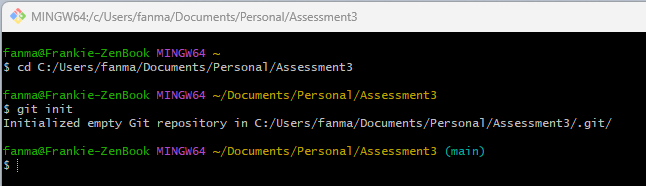 MINGW64:/c/Users/fanma/Documents/Personal/Assessment3
fanma@Frankie-ZenBook MINGW64 ~
$ cd C:/Users/fanma/Documents/Personal/Assessment3
fanma@Frankie-ZenBook MINGW64 ~/Documents/Personal/Assessment3
$ git init
Initialized empty Git repository in C:/Users/fanma/Documents/Personal/Assessment3/.git/
fanma@Frankie-ZenBook MINGW64 ~/Documents/Personal/Assessment3 (main)
$